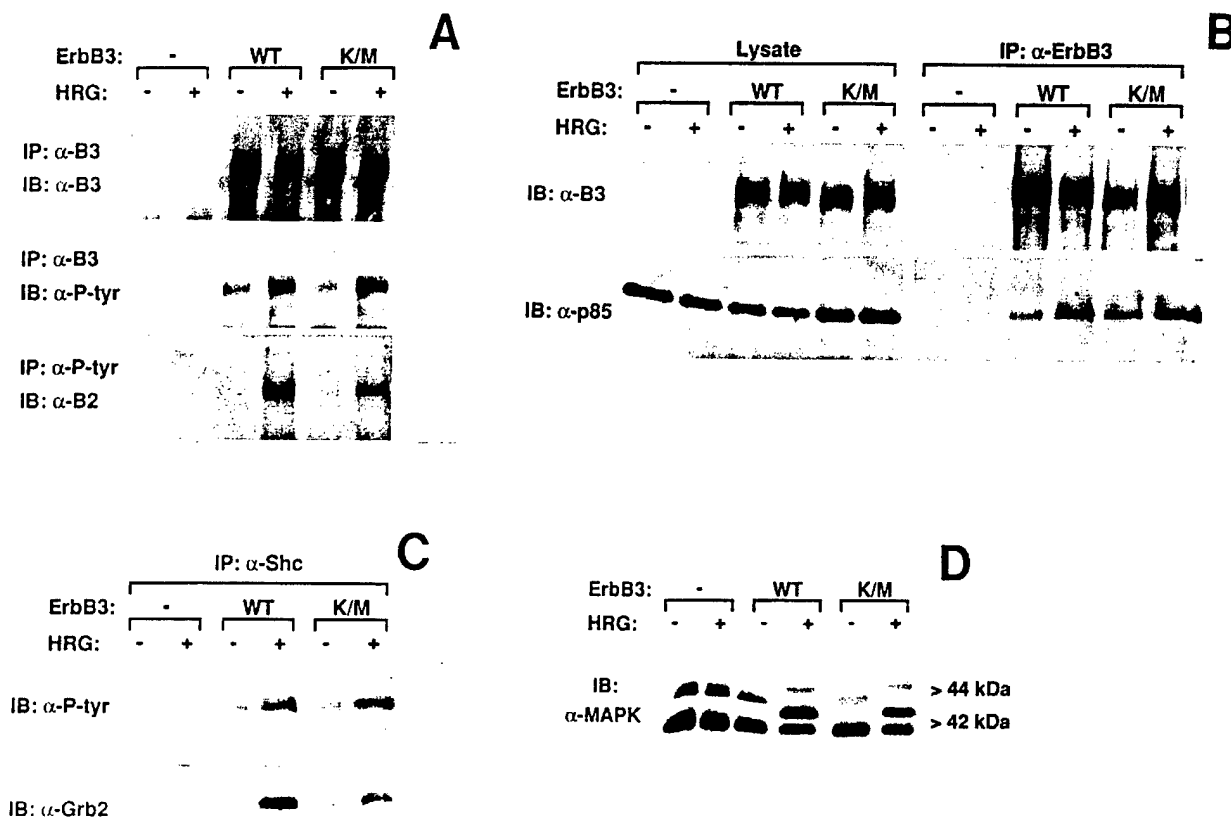 A
ErbB3: - WT K/M
HRG: - + - + - +
IP: α-B3
IB: α-B3
IP: α-B3
IB: α-P-tyr
IP: α-P-tyr
IB: α-B2
B
Lysate IP: α-ErbB3
ErbB3: - WT K/M - WT K/M
HRG: - + - + - + - + - + - +
IB: α-B3
IB: α-p85
C
IP: α-Shc
ErbB3: - WT K/M
HRG: - + - + - +
IB: α-P-tyr
IB: α-Grb2
D
ErbB3: - WT K/M
HRG: - + - + - +
IB:
α-MAPK
> 44 kDa
> 42 kDa